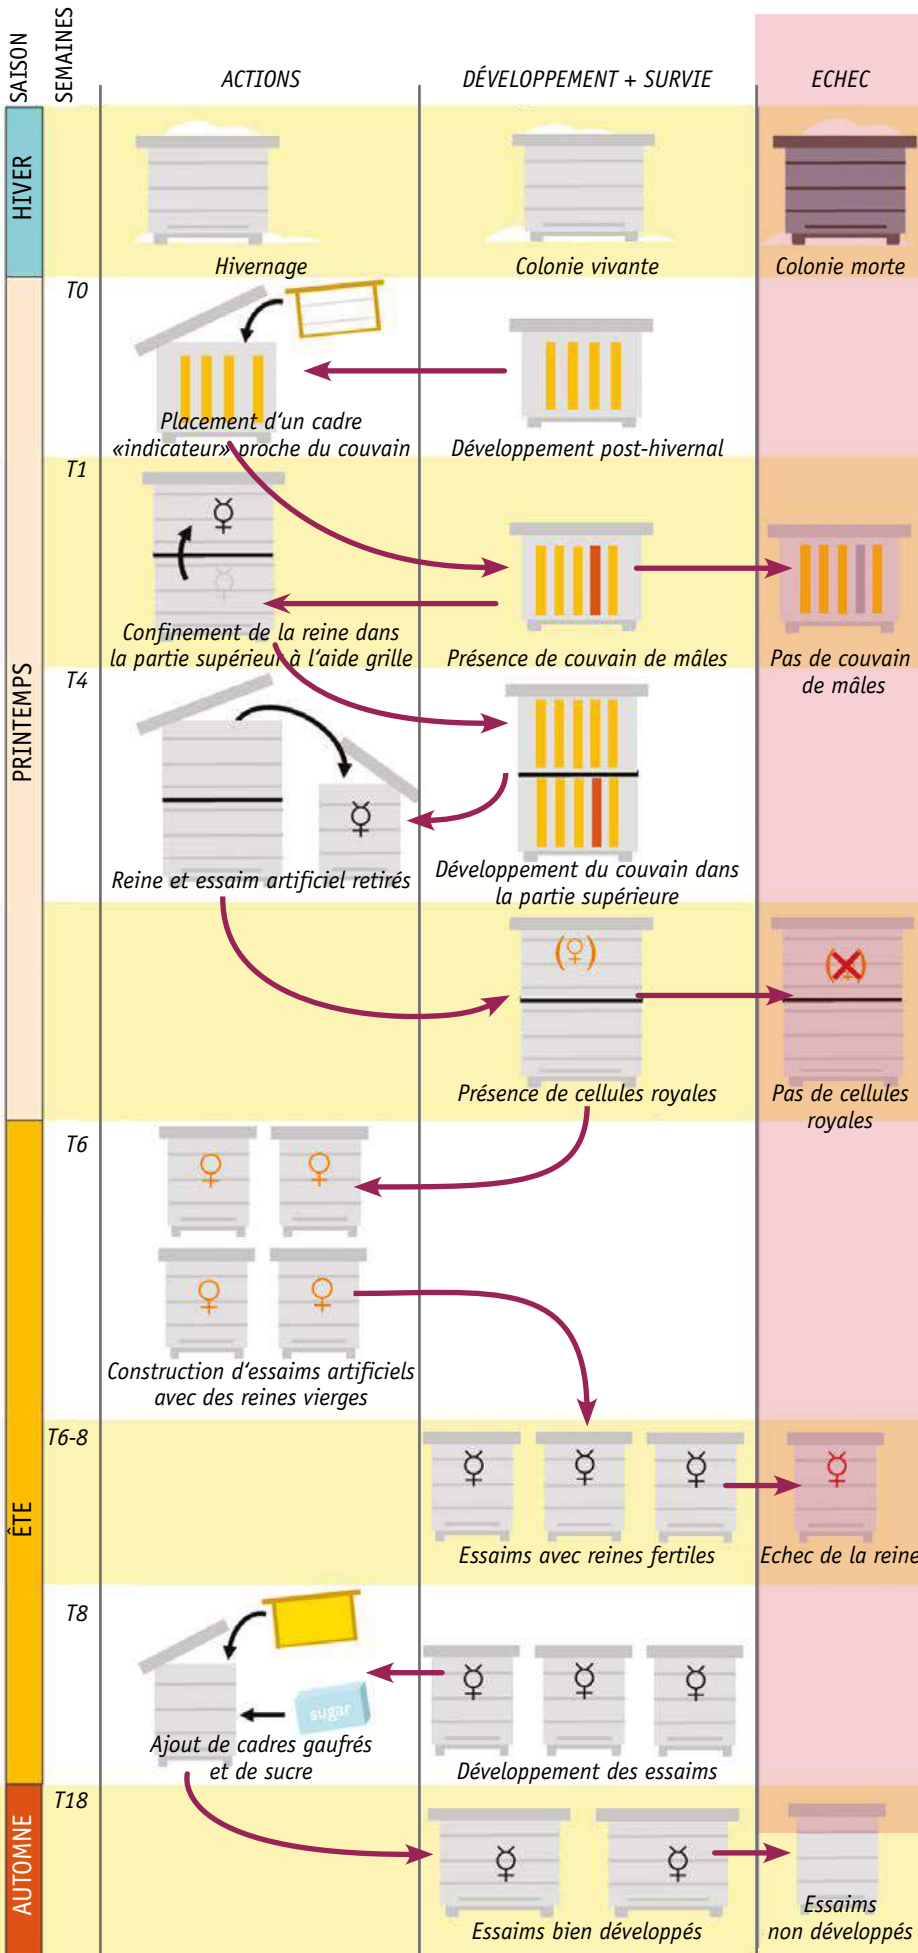 SAISON
SEMAINES
ACTIONS
DÉVELOPPEMENT + SURVIE
ECHEC
HIVER
Hivernage
Colonie vivante
Colonie morte
PRINTEMPS
T0
Placement d'un cadre
«indicateur» proche du couvain
Développement post-hivernal
T1
Confinement de la reine dans
la partie supérieur à l'aide grille
Présence de couvain de mâles
Pas de couvain
de mâles
T4
Reine et essaim artificiel retirés
Développement du couvain dans
la partie supérieure
Présence de cellules royales
Pas de cellules
royales
ÊTE
T6
Construction d'essaims artificiels
avec des reines vierges
T6-8
Essaims avec reines fertiles
Echec de la reine
T8
sugar
Ajout de cadres gaufrés
et de sucre
Développement des essaims
AUTOMNE
T18
Essaims bien développés
Essaims
non développés